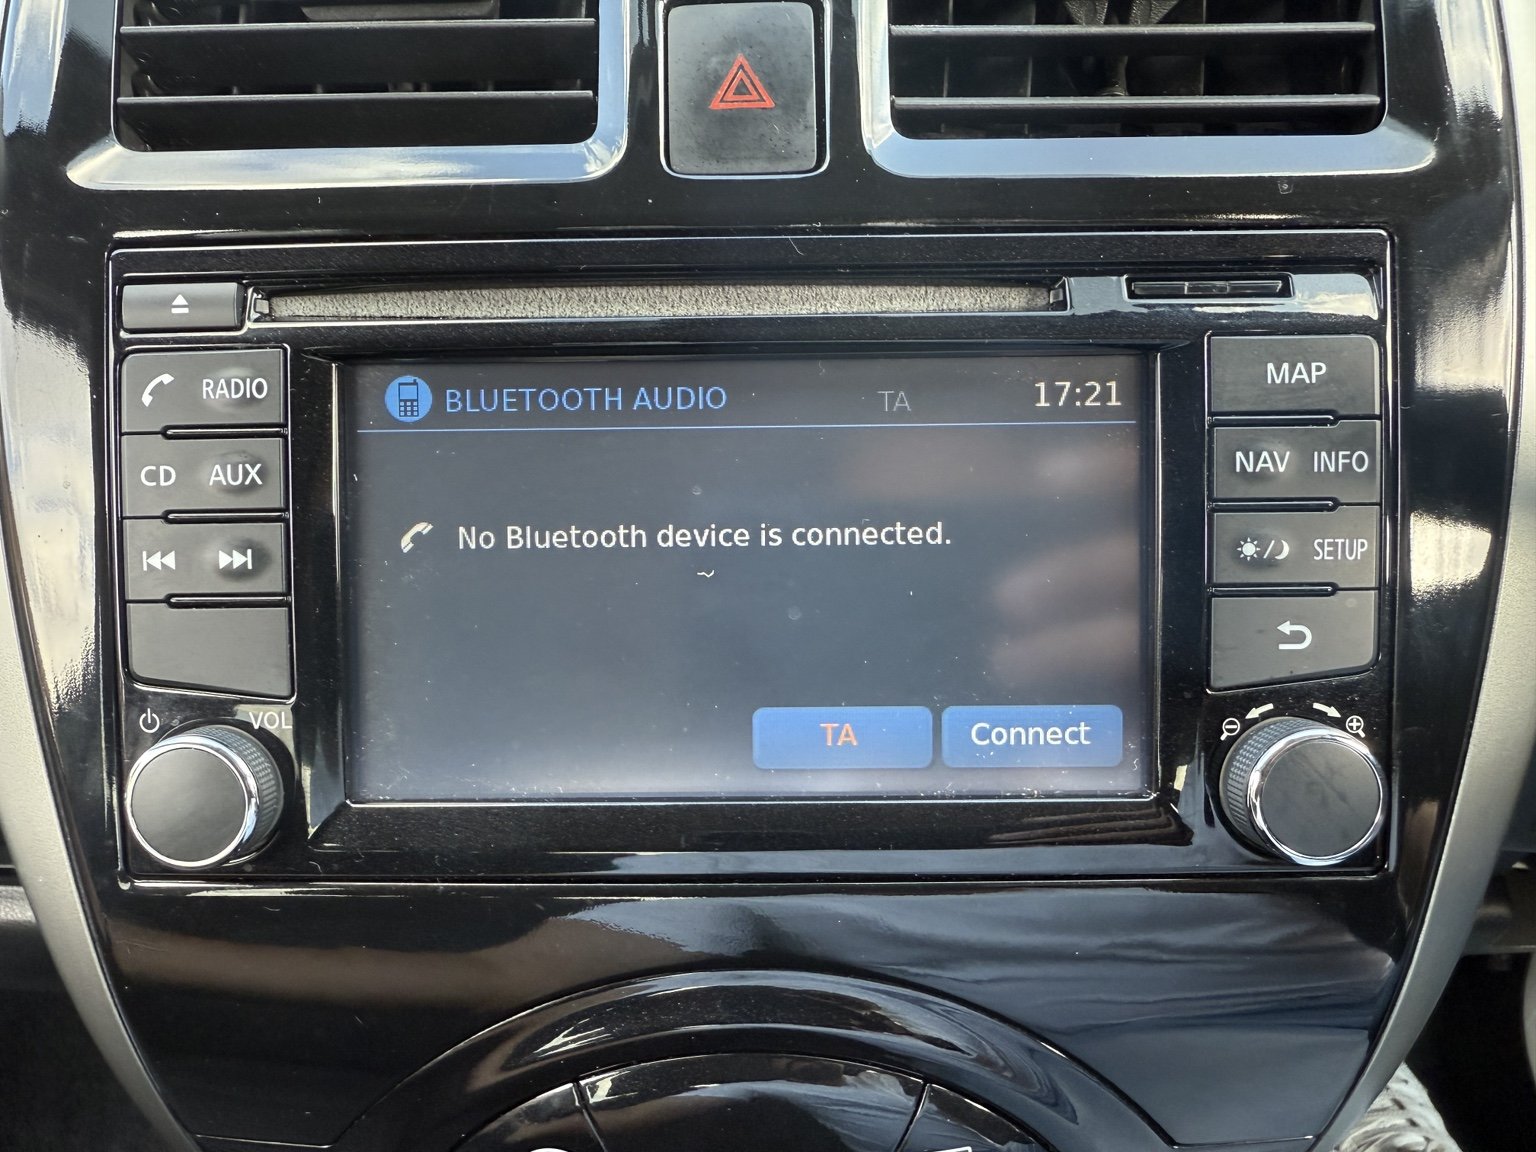 RADIO
CD AUX
VOL
BLUETOOTH AUDIO TA 17:21
No Bluetooth device is connected.
TA Connect
MAP
NAV INFO
SETUP